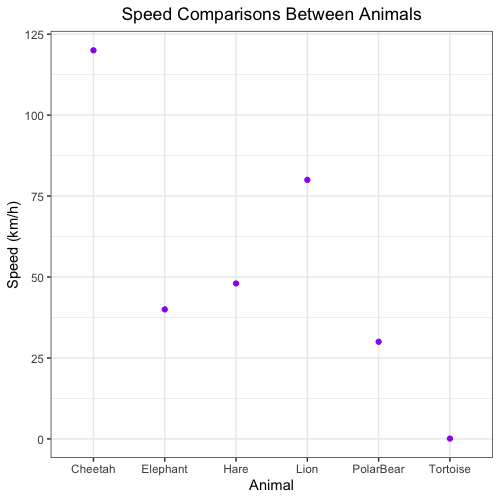 Speed Comparisons Between Animals
Speed (km/h)
125
100
75
50
25
0
Cheetah Elephant Hare Lion PolarBear Tortoise
Animal